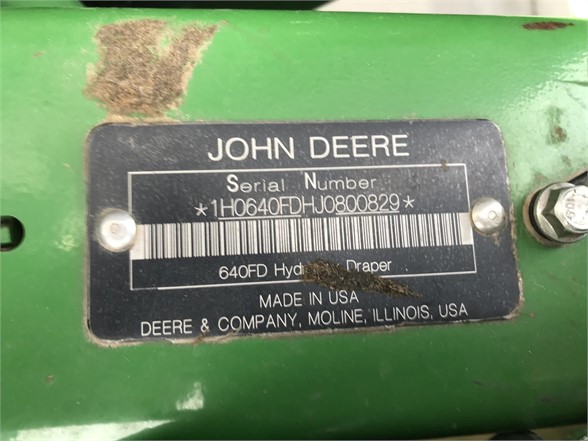 JOHN DEERE
Serial Number
*1H0640FDHJ0800829*
640FD Draper
MADE IN USA
DEERE & COMPANY, MOLINE, ILLINOIS, USA